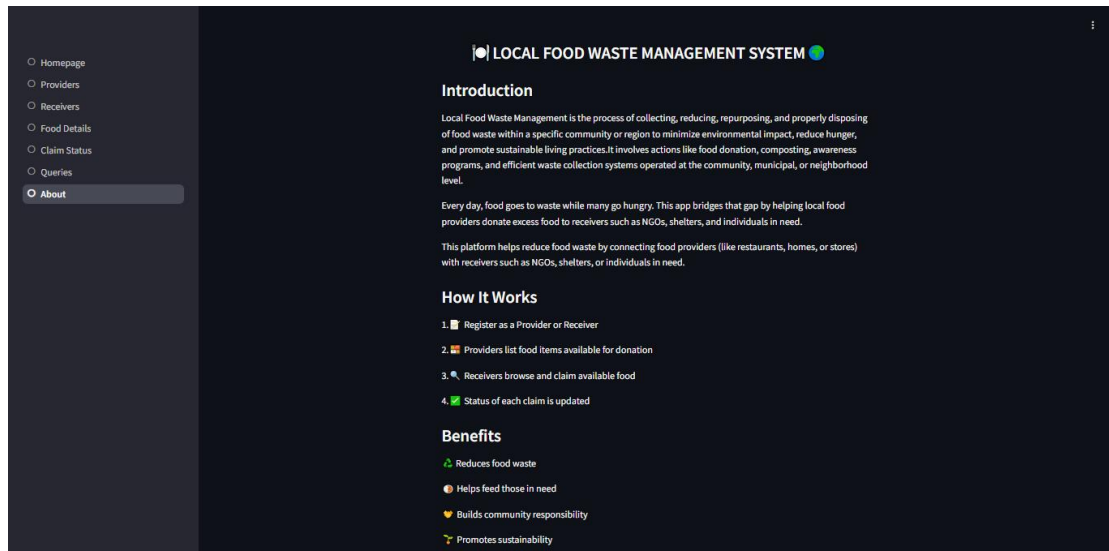 Homepage
Providers
Receivers
Food Details
Claim Status
Queries
About
🍽️ LOCAL FOOD WASTE MANAGEMENT SYSTEM 🌍
Introduction
Local Food Waste Management is the process of collecting, reducing, repurposing, and properly disposing
of food waste within a specific community or region to minimize environmental impact, reduce hunger,
and promote sustainable living practices.It involves actions like food donation, composting, awareness
programs, and efficient waste collection systems operated at the community, municipal, or neighborhood
level.
Every day, food goes to waste while many go hungry. This app bridges that gap by helping local food
providers donate excess food to receivers such as NGOs, shelters, and individuals in need.
This platform helps reduce food waste by connecting food providers (like restaurants, homes, or stores)
with receivers such as NGOs, shelters, or individuals in need.
How It Works
1. 📝 Register as a Provider or Receiver
2. 🍱 Providers list food items available for donation
3. 🔍 Receivers browse and claim available food
4. ✅ Status of each claim is updated
Benefits
♻️ Reduces food waste
Helps feed those in need
Builds community responsibility
🌱 Promotes sustainability